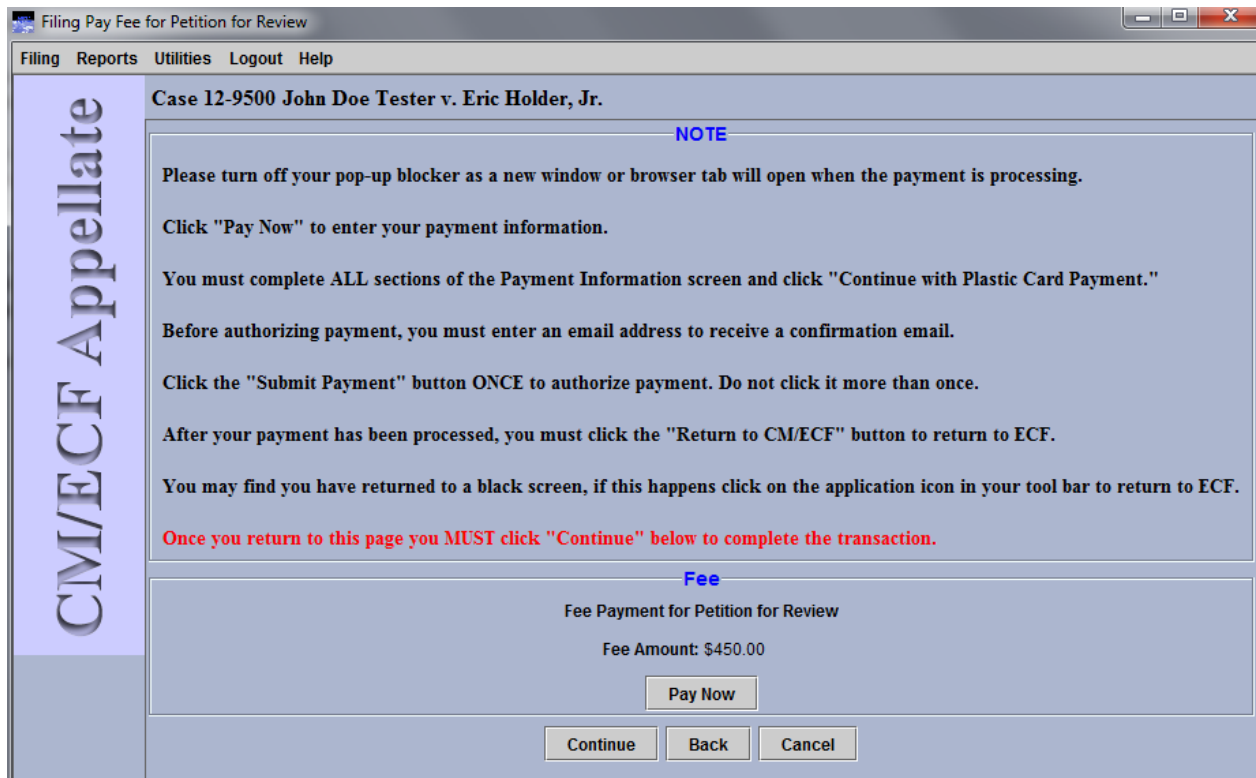 Filing Pay Fee for Petition for Review
Filing Reports Utilities Logout Help
CM/ECF Appellate
Case 12-9500 John Doe Tester v. Eric Holder, Jr.
NOTE
Please turn off your pop-up blocker as a new window or browser tab will open when the payment is processing.
Click "Pay Now" to enter your payment information.
You must complete ALL sections of the Payment Information screen and click "Continue with Plastic Card Payment."
Before authorizing payment, you must enter an email address to receive a confirmation email.
Click the "Submit Payment" button ONCE to authorize payment. Do not click it more than once.
After your payment has been processed, you must click the "Return to CM/ECF" button to return to ECF.
You may find you have returned to a black screen, if this happens click on the application icon in your tool bar to return to ECF.
Once you return to this page you MUST click "Continue" below to complete the transaction.
Fee
Fee Payment for Petition for Review
Fee Amount: $450.00
Pay Now
Continue Back Cancel